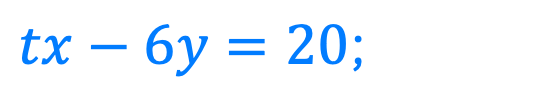 tx − 6y = 20;